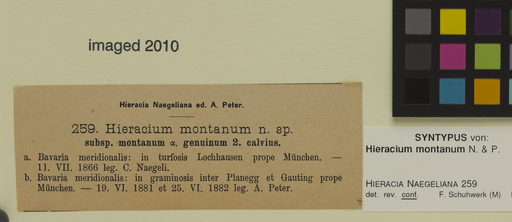 imaged 2010
Hieracia Naegeliana ed. A. Peter.
259. Hieracium montanum n. sp.
subsp. montanum α. genuinum 2. calvius.
a. Bavaria meridionalis: in turfosis Lochhausen prope München. —
11. VII. 1866 leg. C. Naegeli.
b. Bavaria meridionalis: in graminosis inter Planegg et Gauting prope
München. — 19. VI. 1881 et 25. VI. 1882 leg. A. Peter.
SYNTYPUS von:
Hieracium montanum N. & P.
HIERACIA NAEGELIANA 259
det. rev. conf. F. Schuhwerk (M)